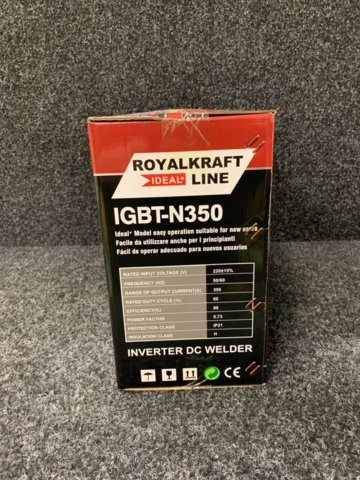 ROYALKRAFT
IDEAL+ LINE
IGBT-N350
Ideal+ Model easy operation suitable for new users
Facile da utilizzare anche per I principianti
Fácil de operar adecuado para nuevos usuarios
RATED INPUT VOLTAGE (V) 220±15%
FREQUENCY (HZ) 50/60
RANGE OF OUTPUT CURRENT(A) 300
RATED DUTY CYCLE (%) 60
EFFICIENCY(%) 85
POWER FACTOR 0.73
PROTECTION CLASS IP21
INSULATION CLASS H
INVERTER DC WELDER
CE